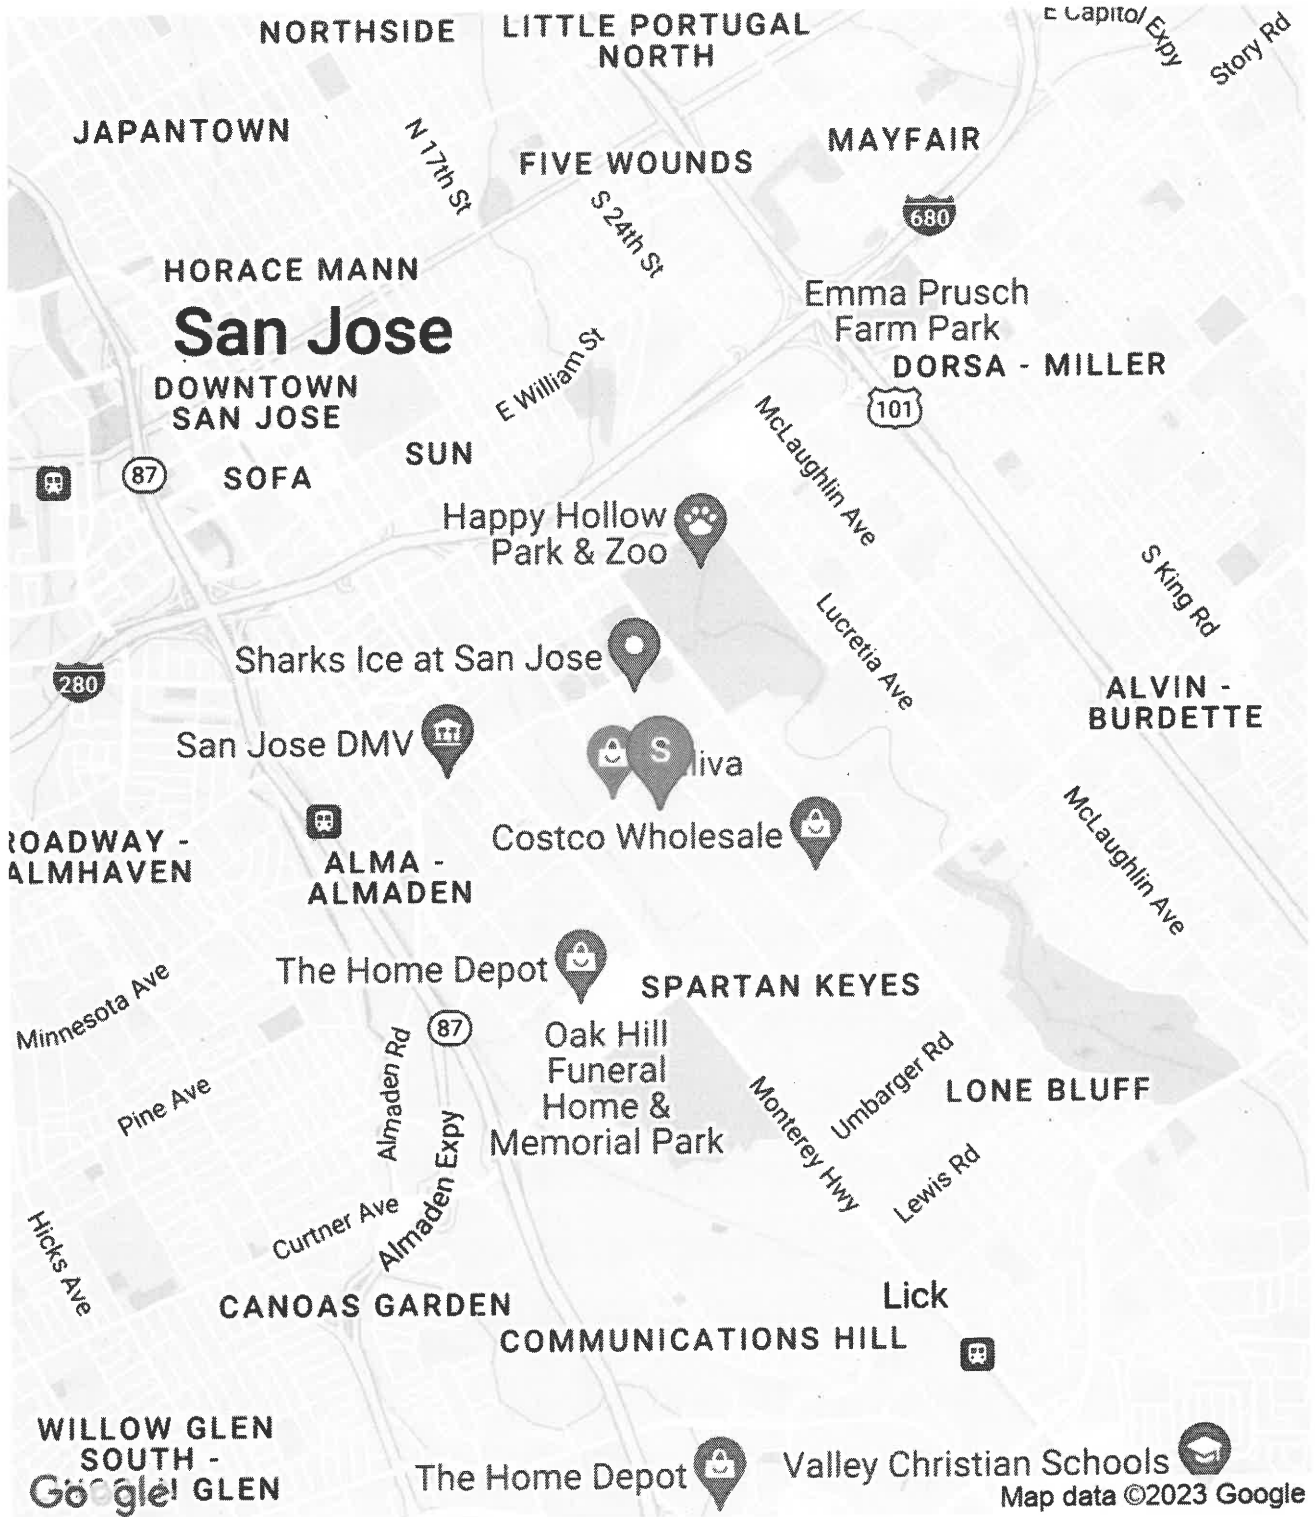 NORTHSIDE
LITTLE PORTUGAL
NORTH
E Capitol Expy
Story Rd
JAPANTOWN
N 17th St
FIVE WOUNDS
MAYFAIR
S 24th St
680
HORACE MANN
San Jose
Emma Prusch
Farm Park
DOWNTOWN
SAN JOSE
E William St
DORSA - MILLER
101
McLaughlin Ave
SUN
87
SOFA
Happy Hollow
Park & Zoo
S King Rd
Lucretia Ave
Sharks Ice at San Jose
280
ALVIN -
BURDETTE
San Jose DMV
S
liva
Costco Wholesale
McLaughlin Ave
ROADWAY -
ALMHAVEN
ALMA -
ALMADEN
The Home Depot
SPARTAN KEYES
Minnesota Ave
87
Almaden Rd
Oak Hill
Funeral
Home &
Memorial Park
Pine Ave
Monterey Hwy
Umbarger Rd
LONE BLUFF
Almaden Expy
Lewis Rd
Curtner Ave
Hicks Ave
CANOAS GARDEN
Lick
COMMUNICATIONS HILL
WILLOW GLEN
SOUTH -
GLEN
Google
The Home Depot
Valley Christian Schools
Map data ©2023 Google